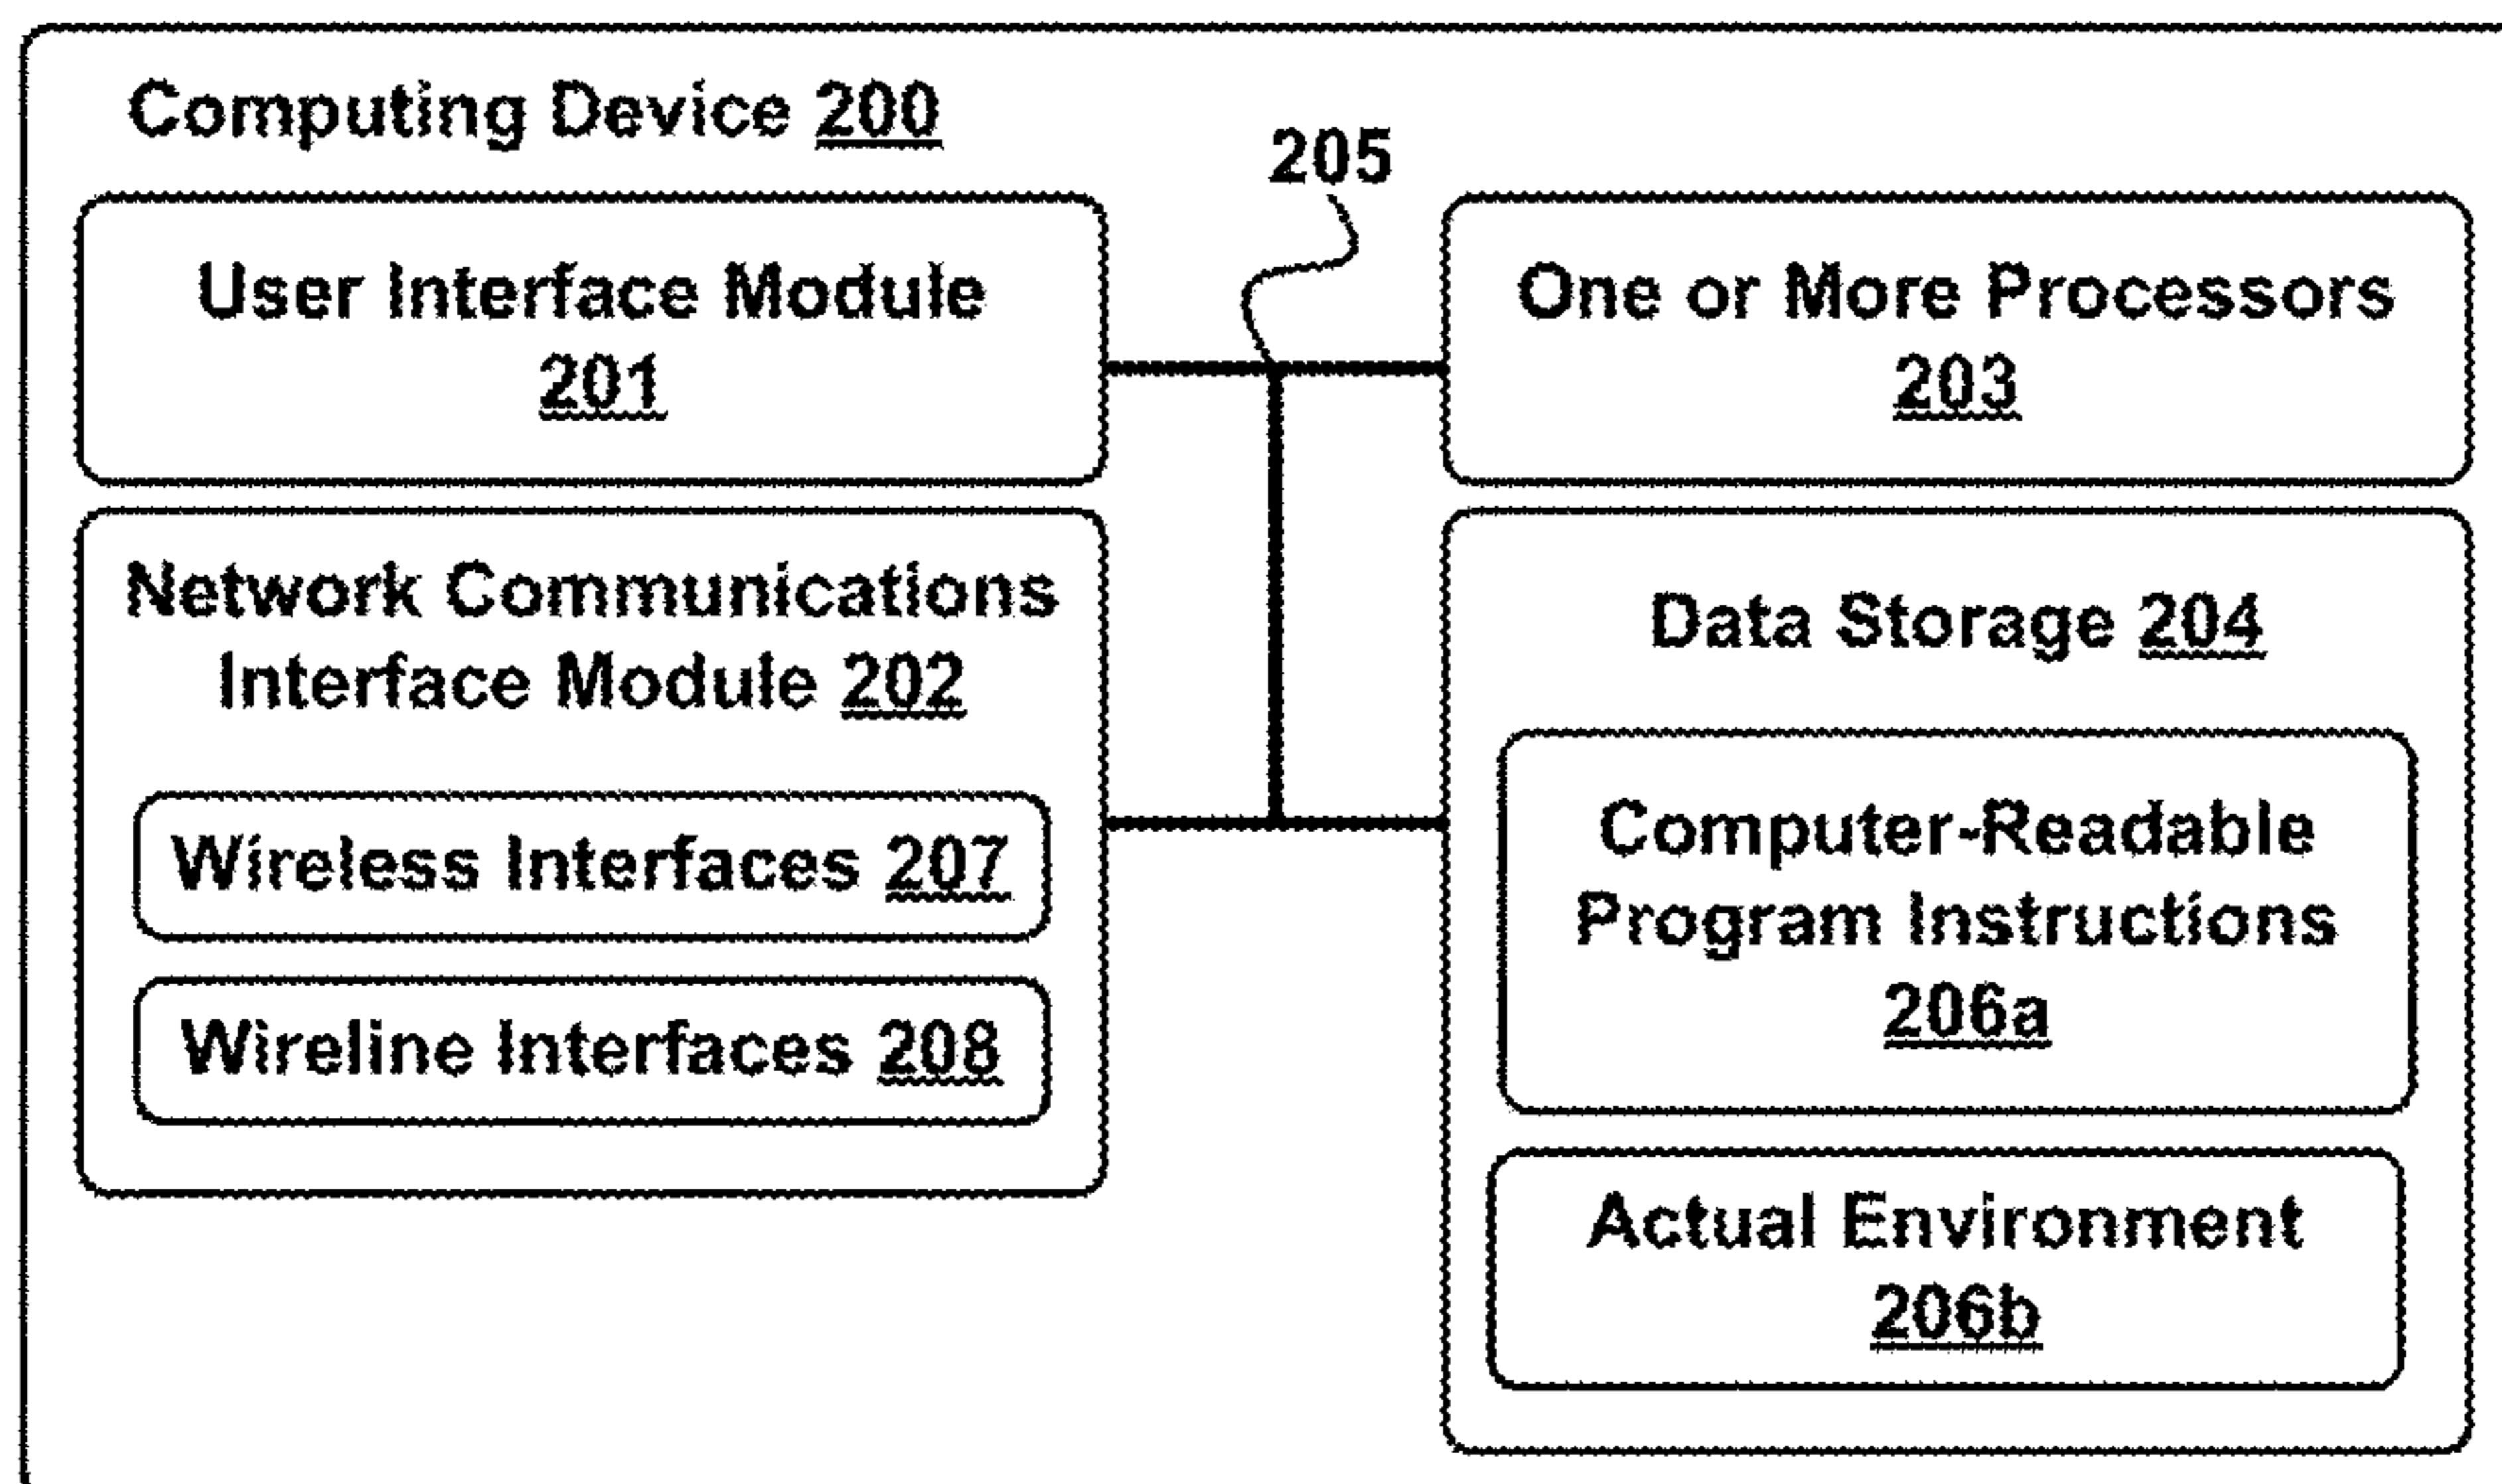 Computing Device 200
205
User Interface Module
201
One or More Processors
203
Network Communications
Interface Module 202
Wireless Interfaces 207
Wireline Interfaces 208
Data Storage 204
Computer-Readable
Program Instructions
206a
Actual Environment
206b